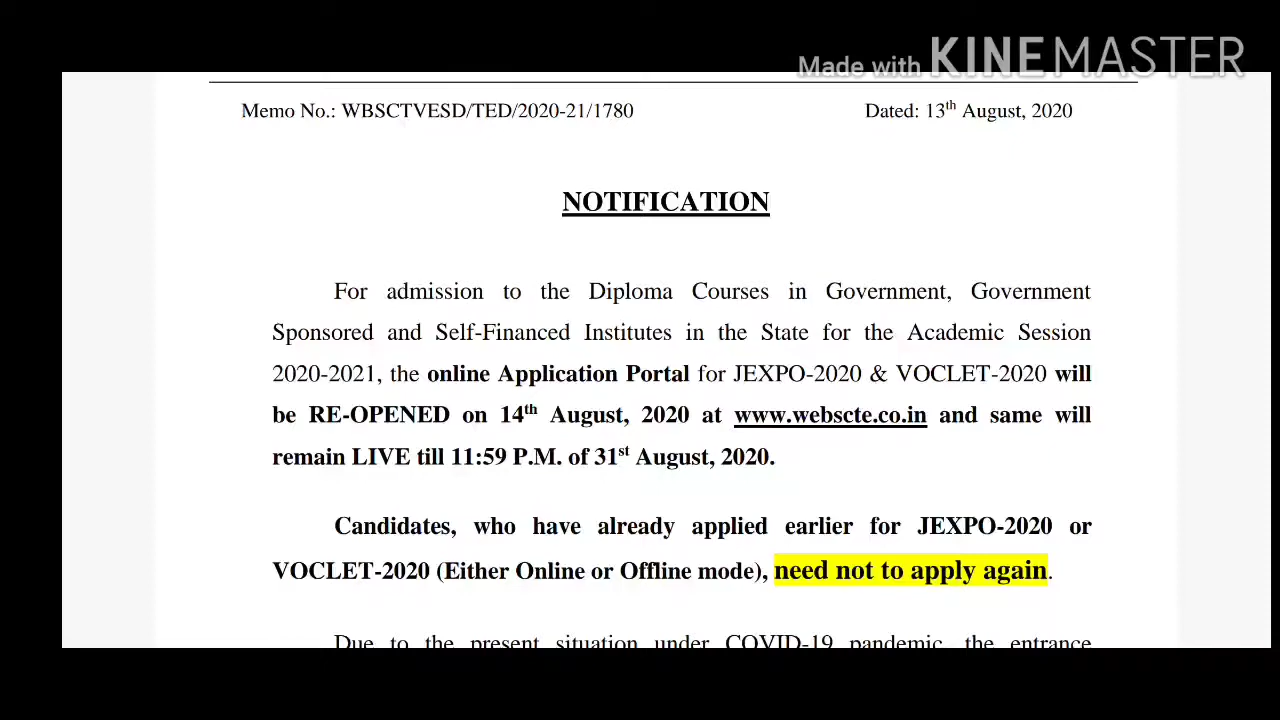 Made with KINEMASTER
Memo No.: WBSCTVESD/TED/2020-21/1780 Dated: 13th August, 2020
NOTIFICATION
For admission to the Diploma Courses in Government, Government
Sponsored and Self-Financed Institutes in the State for the Academic Session
2020-2021, the online Application Portal for JEXPO-2020 & VOCLET-2020 will
be RE-OPENED on 14th August, 2020 at www.webscte.co.in and same will
remain LIVE till 11:59 P.M. of 31st August, 2020.
Candidates, who have already applied earlier for JEXPO-2020 or
VOCLET-2020 (Either Online or Offline mode), need not to apply again.
Due to the present situation under COVID-19 pandemic, the entrance